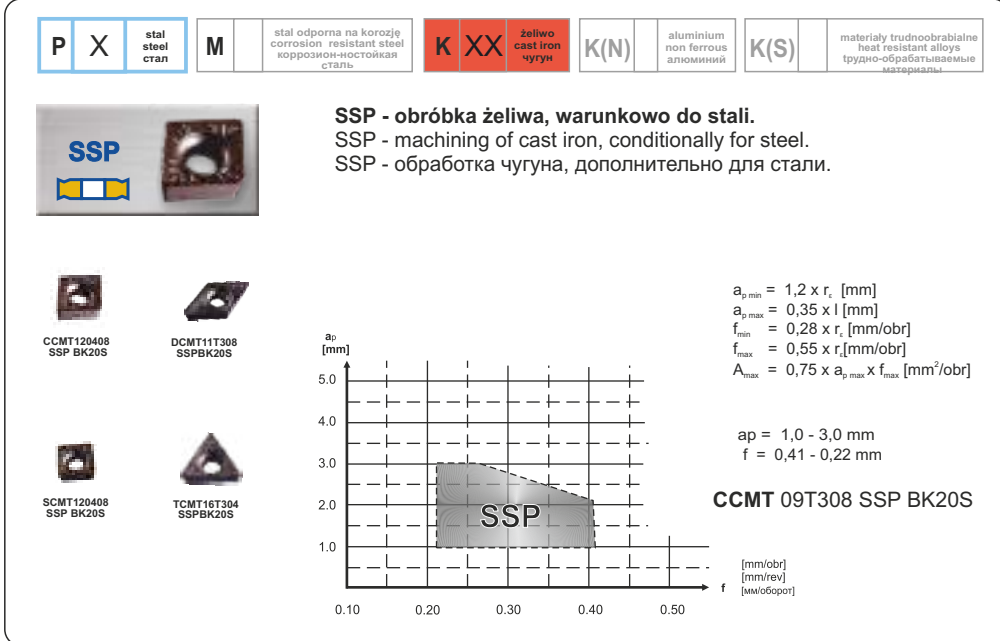 P X stal
steel
стал
M stal odporna na korozję
corrosion resistant steel
коррозион-ностойкая
сталь
K XX żeliwo
cast iron
чугун
K(N) aluminium
non ferrous
алюминий
K(S) materiały trudnoobrabialne
heat resistant alloys
tрудно-обрабатываемые
материалы
SSP
SSP - obróbka żeliwa, warunkowo do stali.
SSP - machining of cast iron, conditionally for steel.
SSP - обработка чугуна, дополнительно для стали.
CCMT120408
SSP BK20S
DCMT11T308
SSPBK20S
SCMT120408
SSP BK20S
TCMT16T304
SSPBK20S
ap
[mm]
5.0
4.0
3.0
2.0
1.0
SSP
0.10 0.20 0.30 0.40 0.50
f
[mm/obr]
[mm/rev]
[мм/оборот]
ap min = 1,2 x rε [mm]
ap max = 0,35 x l [mm]
fmin = 0,28 x rε [mm/obr]
fmax = 0,55 x rε[mm/obr]
Amax = 0,75 x ap max x fmax [mm²/obr]
ap = 1,0 - 3,0 mm
f = 0,41 - 0,22 mm
CCMT 09T308 SSP BK20S